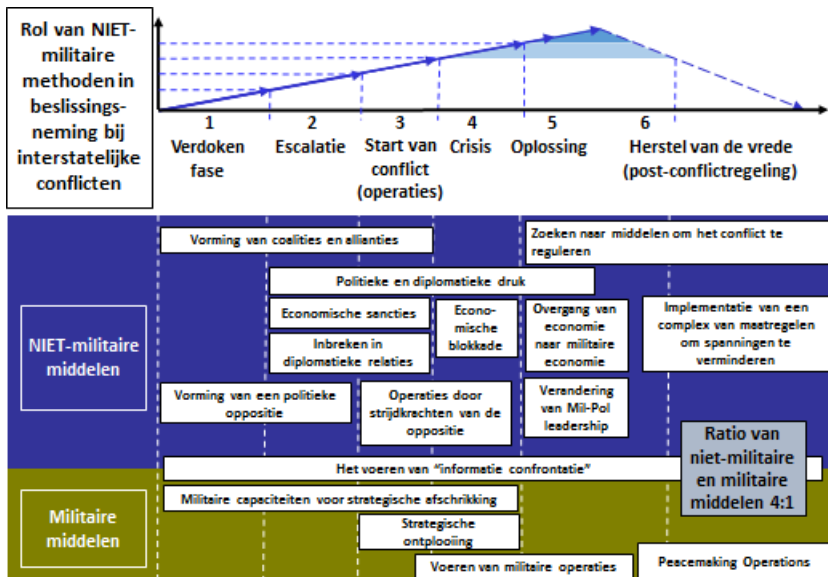 Rol van NIET-
militaire
methoden in
beslissings-
neming bij
interstatelijke
conflicten
1
Verdoken
fase
2
Escalatie
3
Start van
conflict
(operaties)
4
Crisis
5
Oplossing
6
Herstel van de vrede
(post-conflictregeling)
NIET-militaire
middelen
Vorming van coalities en allianties
Zoeken naar middelen om het conflict te
reguleren
Politieke en diplomatieke druk
Economische sancties
Econo-
mische
blokkade
Overgang van
economie
naar militaire
economie
Implementatie van een
complex van maatregelen
om spanningen te
verminderen
Inbreken in
diplomatieke relaties
Vorming van een politieke
oppositie
Operaties door
strijdkrachten van de
oppositie
Verandering
van Mil-Pol
leadership
Ratio van
niet-militaire
en militaire
middelen 4:1
Het voeren van "informatie confrontatie"
Militaire
middelen
Militaire capaciteiten voor strategische afschrikking
Strategische
ontplooiing
Voeren van militaire operaties
Peacemaking Operations